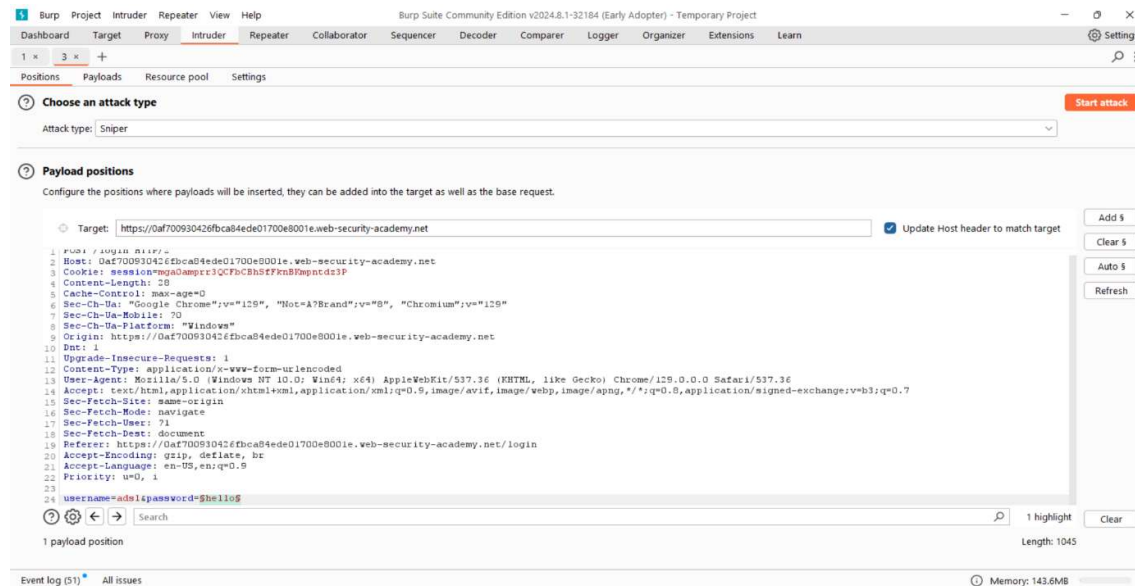 Burp Project Intruder Repeater View Help Burp Suite Community Edition v2024.8.1-32184 (Early Adopter) - Temporary Project
Dashboard Target Proxy Intruder Repeater Collaborator Sequencer Decoder Comparer Logger Organizer Extensions Learn Setting
1 × 3 × +
Positions Payloads Resource pool Settings
Choose an attack type
Start attack
Attack type: Sniper
Payload positions
Configure the positions where payloads will be inserted, they can be added into the target as well as the base request.
Add §
Target: https://0af700930426fbca84ede01700e8001e.web-security-academy.net Update Host header to match target
Clear §
Auto §
Refresh
1 POST /login HTTP/2
2 Host: 0af700930426fbca84ede01700e8001e.web-security-academy.net
3 Cookie: session=mgaOamprr3QCFbCBhSfFknBKmpntdz3P
4 Content-Length: 28
5 Cache-Control: max-age=0
6 Sec-Ch-Ua: "Google Chrome";v="129", "Not=A?Brand";v="8", "Chromium";v="129"
7 Sec-Ch-Ua-Mobile: ?0
8 Sec-Ch-Ua-Platform: "Windows"
9 Origin: https://0af700930426fbca84ede01700e8001e.web-security-academy.net
10 Dnt: 1
11 Upgrade-Insecure-Requests: 1
12 Content-Type: application/x-www-form-urlencoded
13 User-Agent: Mozilla/5.0 (Windows NT 10.0; Win64; x64) AppleWebKit/537.36 (KHTML, like Gecko) Chrome/129.0.0.0 Safari/537.36
14 Accept: text/html,application/xhtml+xml,application/xml;q=0.9,image/avif,image/webp,image/apng,*/*;q=0.8,application/signed-exchange;v=b3;q=0.7
15 Sec-Fetch-Site: same-origin
16 Sec-Fetch-Mode: navigate
17 Sec-Fetch-User: ?1
18 Sec-Fetch-Dest: document
19 Referer: https://0af700930426fbca84ede01700e8001e.web-security-academy.net/login
20 Accept-Encoding: gzip, deflate, br
21 Accept-Language: en-US,en;q=0.9
22 Priority: u=0, i
23
24 username=ads1&password=§hello§
Search 1 highlight Clear
1 payload position Length: 1045
Event log (51) All issues Memory: 143.6MB